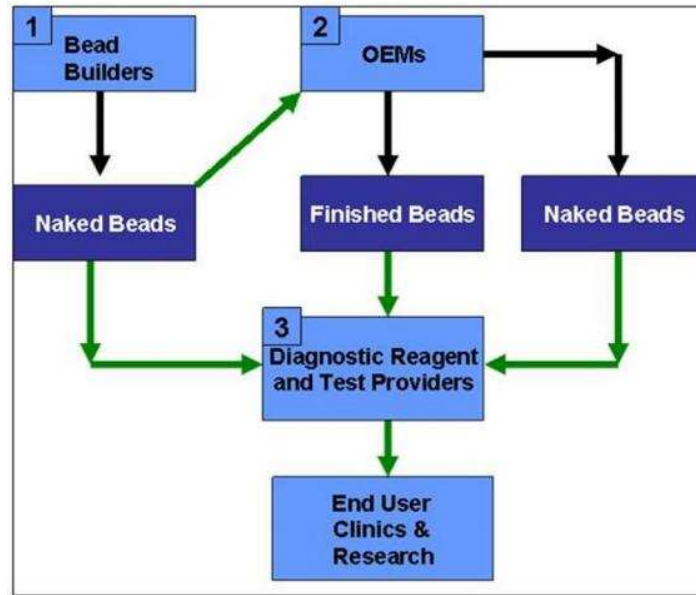 1
Bead
Builders
2
OEMs
Naked Beads
Finished Beads
Naked Beads
3
Diagnostic Reagent
and Test Providers
End User
Clinics &
Research